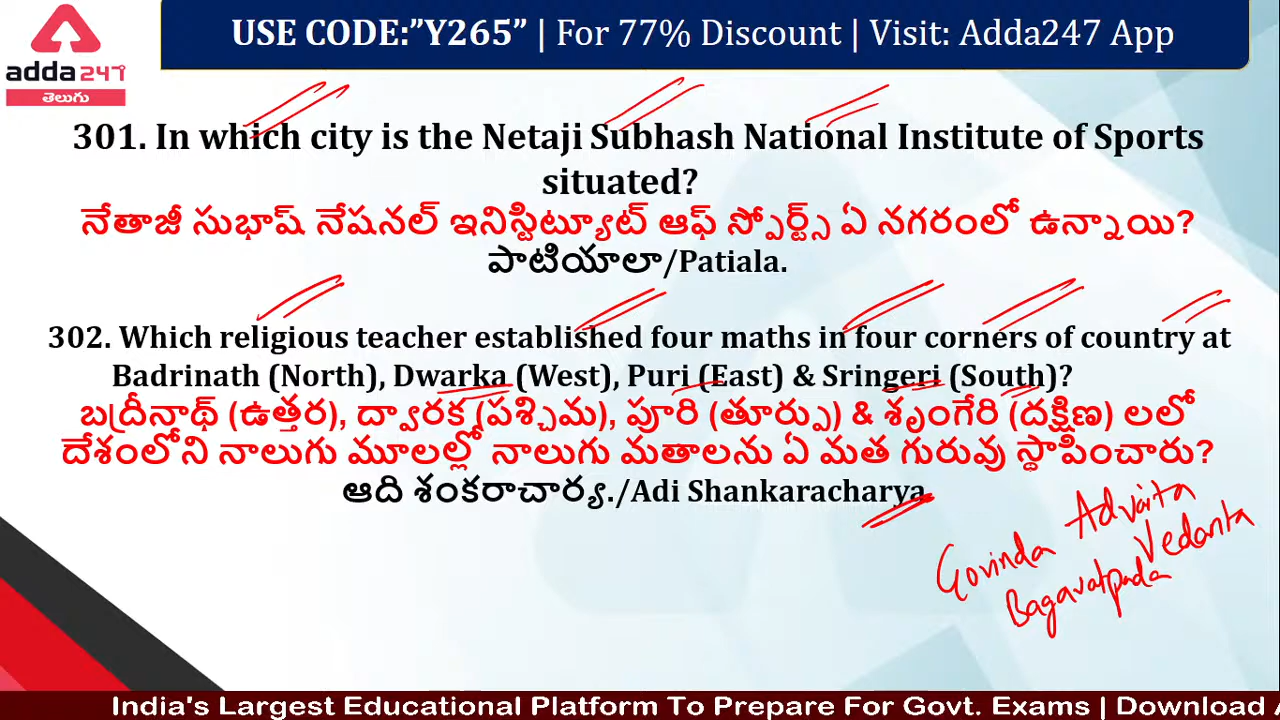 USE CODE:”Y265” | For 77% Discount | Visit: Adda247 App
adda247
తెలుగు
301. In which city is the Netaji Subhash National Institute of Sports
situated?
నేతాజీ సుభాష్ నేషనల్ ఇనిస్టిట్యూట్ ఆఫ్ స్పోర్ట్స్ ఏ నగరంలో ఉన్నాయి?
పాటియాలా/Patiala.
302. Which religious teacher established four maths in four corners of country at
Badrinath (North), Dwarka (West), Puri (East) & Sringeri (South)?
బద్రీనాథ్ (ఉత్తర), ద్వారక (పశ్చిమ), పూరి (తూర్పు) & శృంగేరి (దక్షిణ) లలో
దేశంలోని నాలుగు మూలల్లో నాలుగు మతాలను ఏ మత గురువు స్థాపించారు?
ఆది శంకరాచార్య./Adi Shankaracharya.
Advaita
Vedanta
Govinda
Bagavatpada
India's Largest Educational Platform To Prepare For Govt. Exams | Download A